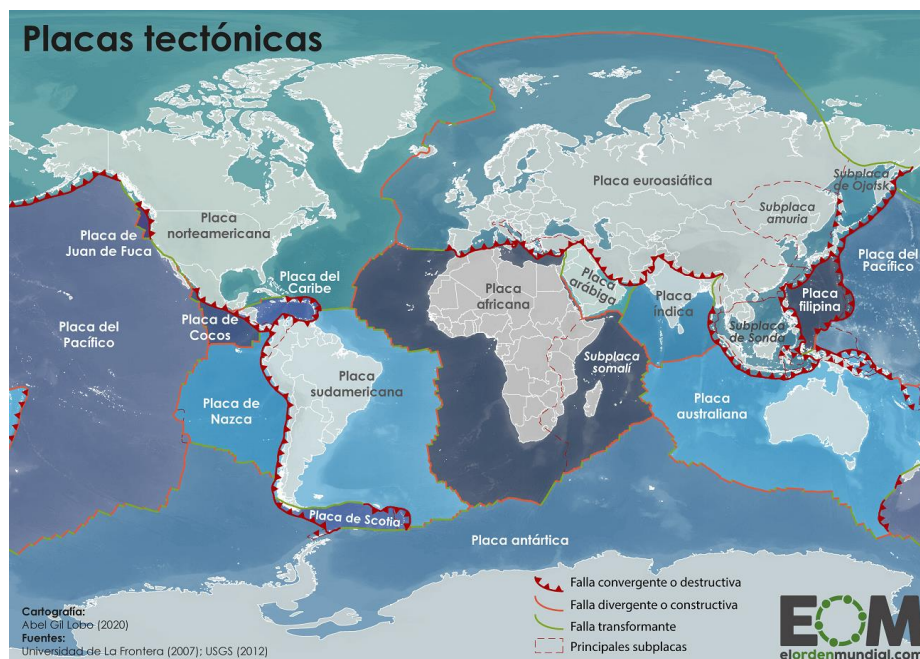 Placas tectónicas
Placa euroasiática
Subplaca
de Ojotsk
Subplaca
amuria
Placa
norteamericana
Placa de
Juan de Fuca
Placa del
Pacífico
Placa del
Caribe
Placa
arábiga
Placa
africana
Placa
índica
Placa
filipina
Placa de
Cocos
Placa del
Pacífico
Subplaca
de Sonda
Subplaca
somalí
Placa
sudamericana
Placa de
Nazca
Placa
australiana
Placa de Scotia
Placa antártica
Falla convergente o destructiva
Falla divergente o constructiva
Falla transformante
Principales subplacas
Cartografía:
Abel Gil Lobo (2020)
Fuentes:
Universidad de La Frontera (2007); USGS (2012)
EOM
elordenmundial.com